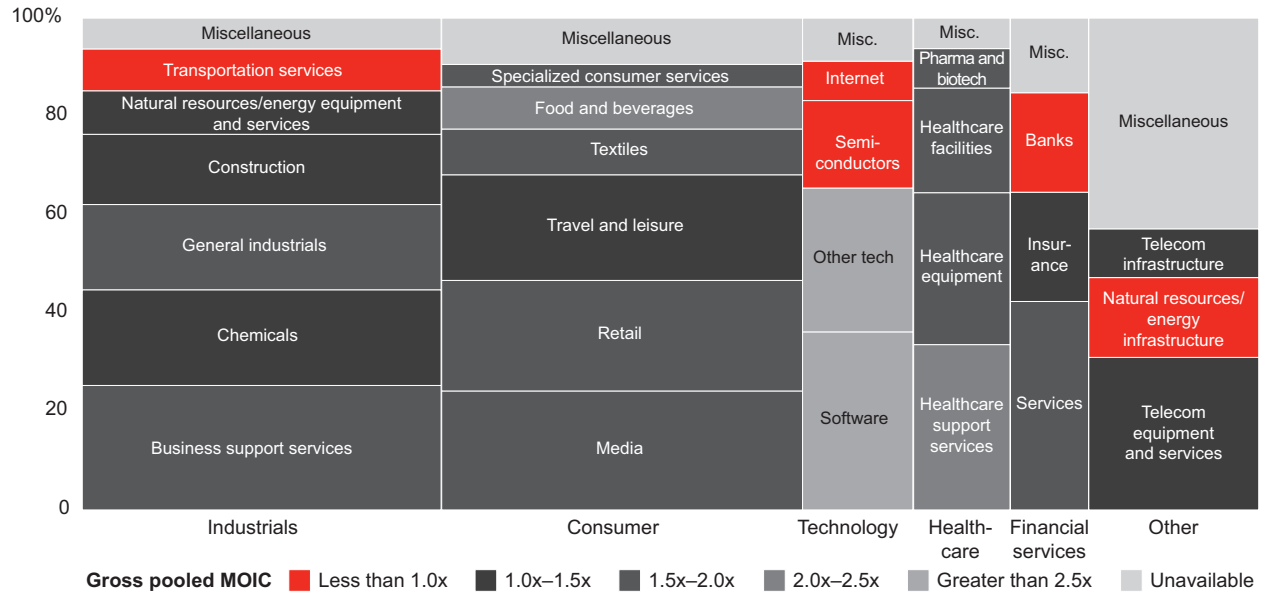 100%
80
60
40
20
0
Miscellaneous
Transportation services
Natural resources/energy equipment
and services
Construction
General industrials
Chemicals
Business support services
Miscellaneous
Specialized consumer services
Food and beverages
Textiles
Travel and leisure
Retail
Media
Misc.
Internet
Semi-
conductors
Other tech
Software
Misc.
Pharma and
biotech
Healthcare
facilities
Healthcare
equipment
Healthcare
support
services
Misc.
Banks
Insur-
ance
Services
Miscellaneous
Telecom
infrastructure
Natural resources/
energy
infrastructure
Telecom
equipment
and services
Industrials
Consumer
Technology
Health-
care
Financial
services
Other
Gross pooled MOIC
Less than 1.0x
1.0x–1.5x
1.5x–2.0x
2.0x–2.5x
Greater than 2.5x
Unavailable